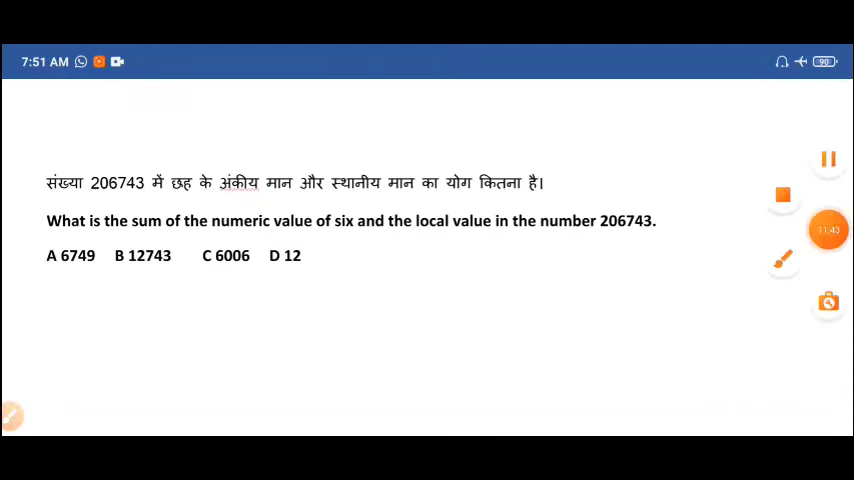 7:51 AM 90
संख्या 206743 में छह के अंकीय मान और स्थानीय मान का योग कितना है।
What is the sum of the numeric value of six and the local value in the number 206743.
A 6749 B 12743 C 6006 D 12
11:43